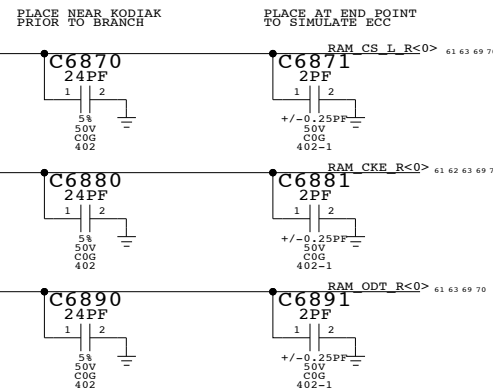 PLACE NEAR KODIAK
PRIOR TO BRANCH
PLACE AT END POINT
TO SIMULATE ECC
RAM_CS_L_R<0> 61 63 69 70
C6870
24PF
1 2
5%
50V
C0G
402
C6871
2PF
1 2
+/-0.25PF
50V
C0G
402-1
RAM_CKE_R<0> 61 62 63 69 70
C6880
24PF
1 2
5%
50V
C0G
402
C6881
2PF
1 2
+/-0.25PF
50V
C0G
402-1
RAM_ODT_R<0> 61 63 69 70
C6890
24PF
1 2
5%
50V
C0G
402
C6891
2PF
1 2
+/-0.25PF
50V
C0G
402-1